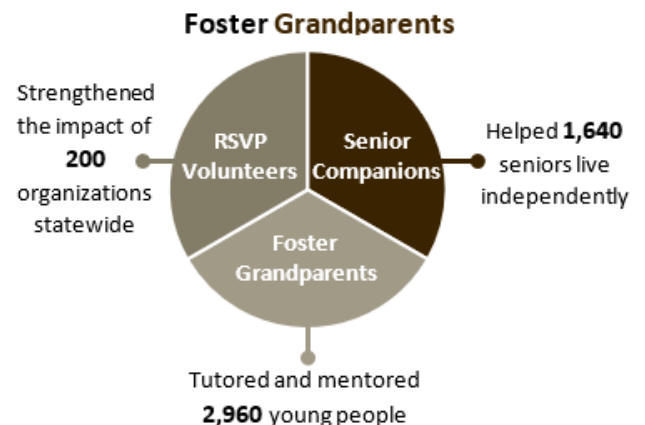 Foster Grandparents
Strengthened
the impact of
200
organizations
statewide
RSVP
Volunteers
Senior
Companions
Helped 1,640
seniors live
independently
Foster
Grandparents
Tutored and mentored
2,960 young people